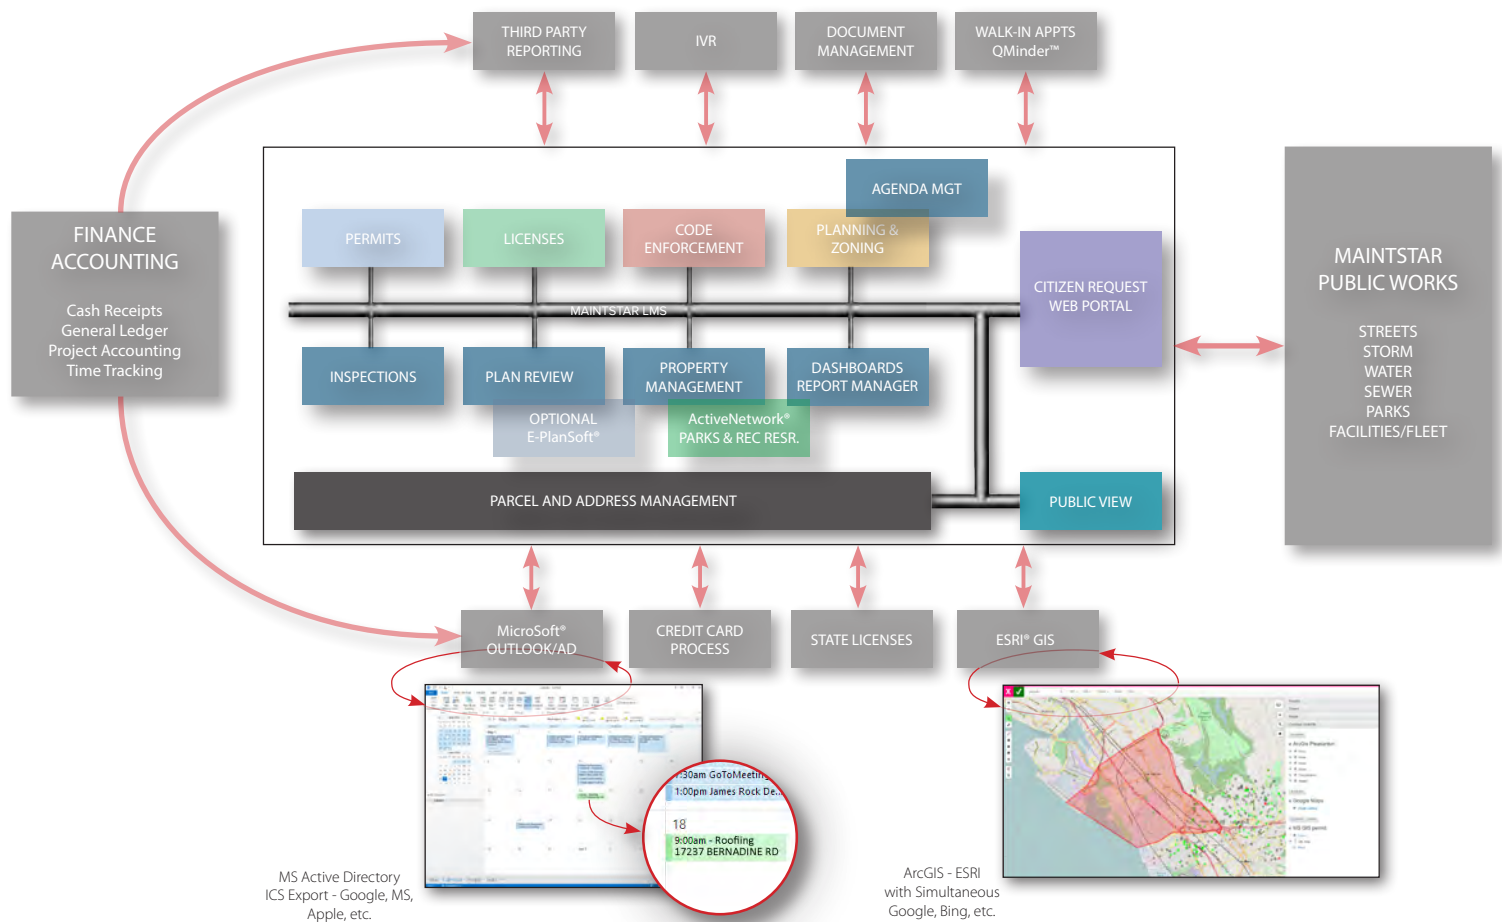 THIRD PARTY
REPORTING
IVR
DOCUMENT
MANAGEMENT
WALK-IN APPTS
QMinder™
FINANCE
ACCOUNTING
Cash Receipts
General Ledger
Project Accounting
Time Tracking
AGENDA MGT
PERMITS
LICENSES
CODE
ENFORCEMENT
PLANNING &
ZONING
CITIZEN REQUEST
WEB PORTAL
MAINTSTAR LMS
INSPECTIONS
PLAN REVIEW
PROPERTY
MANAGEMENT
DASHBOARDS
REPORT MANAGER
OPTIONAL
E-PlanSoft®
ActiveNetwork®
PARKS & REC RESR.
PARCEL AND ADDRESS MANAGEMENT
PUBLIC VIEW
MAINTSTAR
PUBLIC WORKS
STREETS
STORM
WATER
SEWER
PARKS
FACILITIES/FLEET
MicroSoft®
OUTLOOK/AD
CREDIT CARD
PROCESS
STATE LICENSES
ESRI® GIS
7:30am GoToMeeting
1:00pm James Rock De...
18
9:00am - Roofling
17237 BERNADINE RD
MS Active Directory
ICS Export - Google, MS,
Apple, etc.
ArcGIS - ESRI
with Simultaneous
Google, Bing, etc.